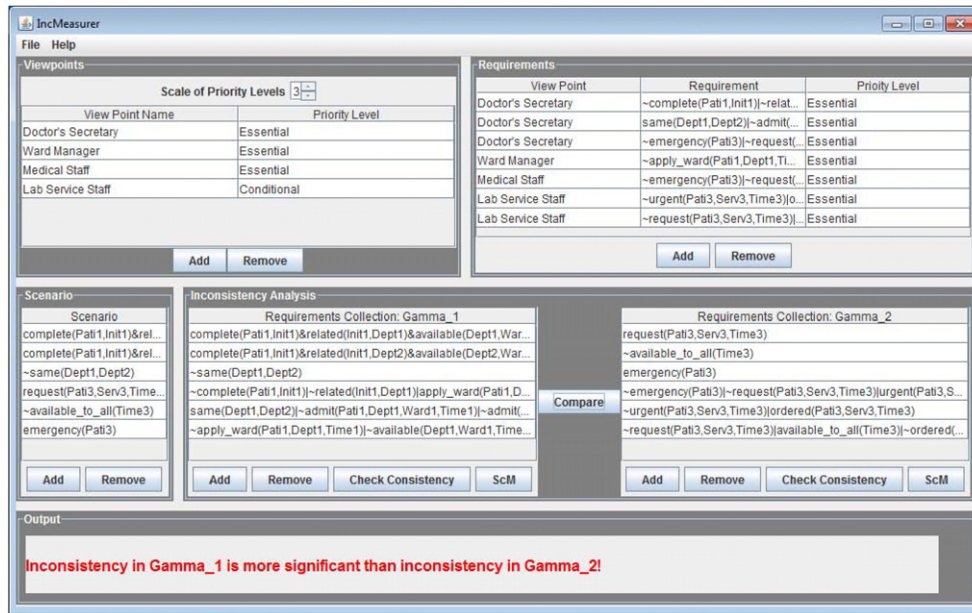 IncMeasurer
File Help
Viewpoints
Scale of Priority Levels 3
View Point Name Priority Level
Doctor's Secretary Essential
Ward Manager Essential
Medical Staff Essential
Lab Service Staff Conditional
Add Remove
Requirements
View Point Requirement Prioity Level
Doctor's Secretary ~complete(Pati1,Init1)|~relat... Essential
Doctor's Secretary same(Dept1,Dept2)|~admit(... Essential
Doctor's Secretary ~emergency(Pati3)|~request(... Essential
Ward Manager ~apply_ward(Pati1,Dept1,Ti... Essential
Medical Staff ~emergency(Pati3)|~request(... Essential
Lab Service Staff ~urgent(Pati3,Serv3,Time3)|o... Essential
Lab Service Staff ~request(Pati3,Serv3,Time3)|... Essential
Add Remove
Scenario
Scenario
complete(Pati1,Init1)&rel...
complete(Pati1,Init1)&rel...
~same(Dept1,Dept2)
request(Pati3,Serv3,Time...
~available_to_all(Time3)
emergency(Pati3)
Add Remove
Inconsistency Analysis
Requirements Collection: Gamma_1
complete(Pati1,Init1)&related(Init1,Dept1)&available(Dept1,War...
complete(Pati1,Init1)&related(Init1,Dept2)&available(Dept2,War...
~same(Dept1,Dept2)
~complete(Pati1,Init1)|~related(Init1,Dept1)|apply_ward(Pati1,D...
same(Dept1,Dept2)|~admit(Pati1,Dept1,Ward1,Time1)|~admit(...
~apply_ward(Pati1,Dept1,Time1)|~available(Dept1,Ward1,Time...
Add Remove Check Consistency ScM
Compare
Requirements Collection: Gamma_2
request(Pati3,Serv3,Time3)
~available_to_all(Time3)
emergency(Pati3)
~emergency(Pati3)|~request(Pati3,Serv3,Time3)|urgent(Pati3,S...
~urgent(Pati3,Serv3,Time3)|ordered(Pati3,Serv3,Time3)
~request(Pati3,Serv3,Time3)|available_to_all(Time3)|~ordered(...
Add Remove Check Consistency ScM
Output
Inconsistency in Gamma_1 is more significant than inconsistency in Gamma_2!